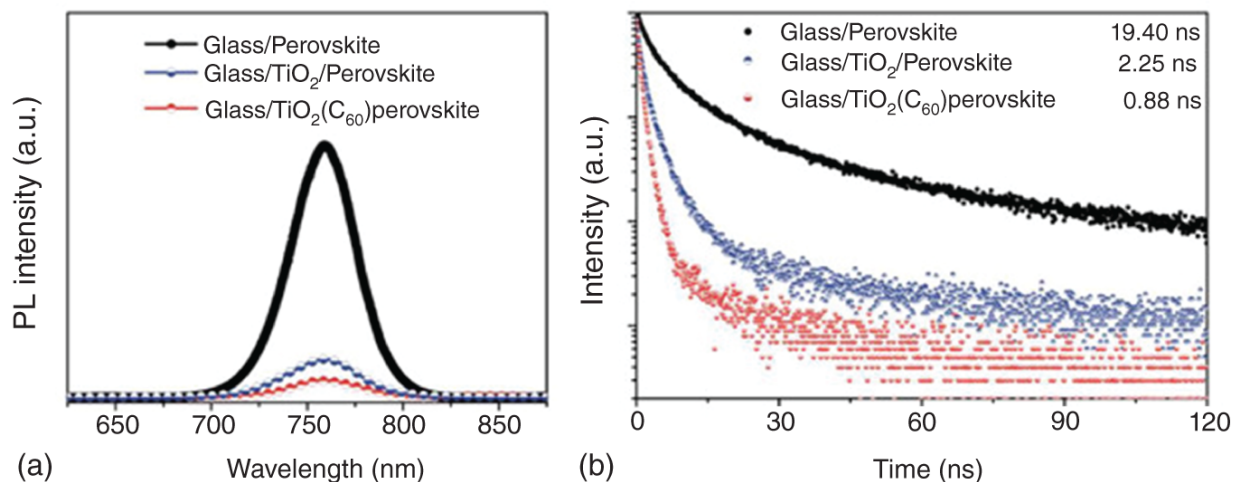 Glass/Perovskite
Glass/TiO₂/Perovskite
Glass/TiO₂(C₆₀)perovskite
PL intensity (a.u.)
650 700 750 800 850
(a) Wavelength (nm)
Glass/Perovskite 19.40 ns
Glass/TiO₂/Perovskite 2.25 ns
Glass/TiO₂(C₆₀)perovskite 0.88 ns
Intensity (a.u.)
0 30 60 90 120
(b) Time (ns)